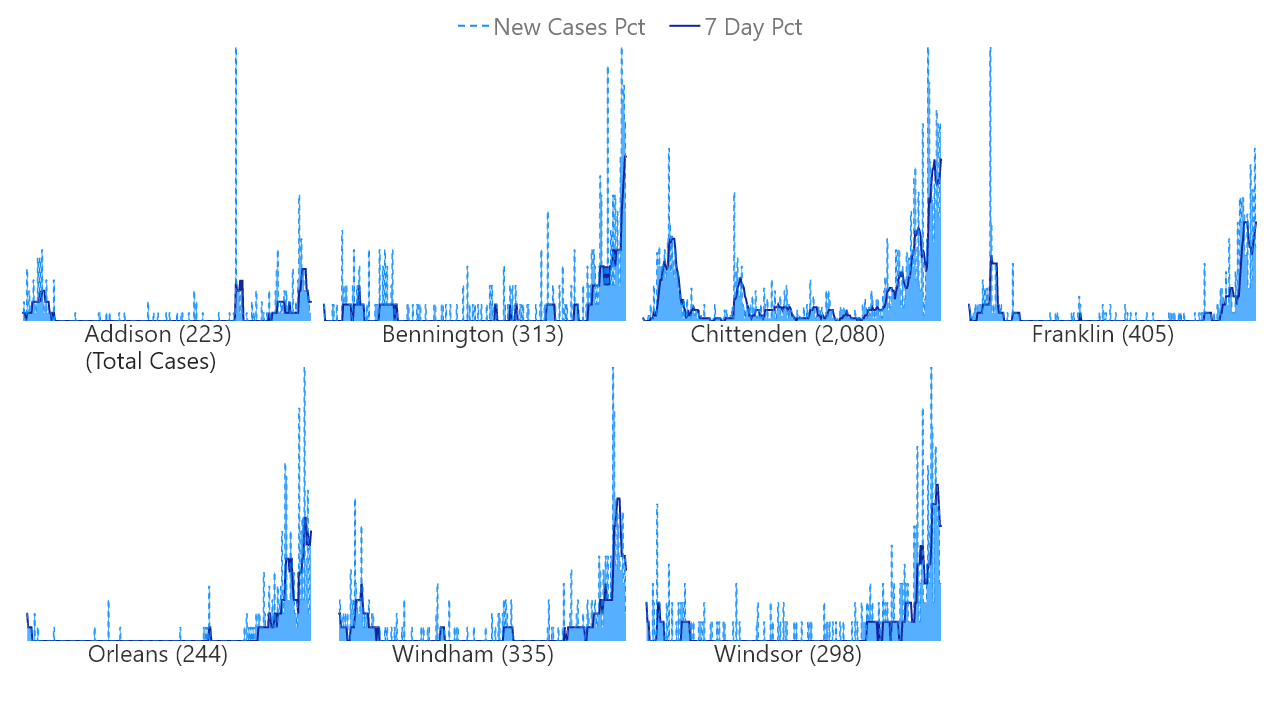 New Cases Pct 7 Day Pct
Addison (223) Bennington (313) Chittenden (2,080) Franklin (405)
(Total Cases)
Orleans (244) Windham (335) Windsor (298)